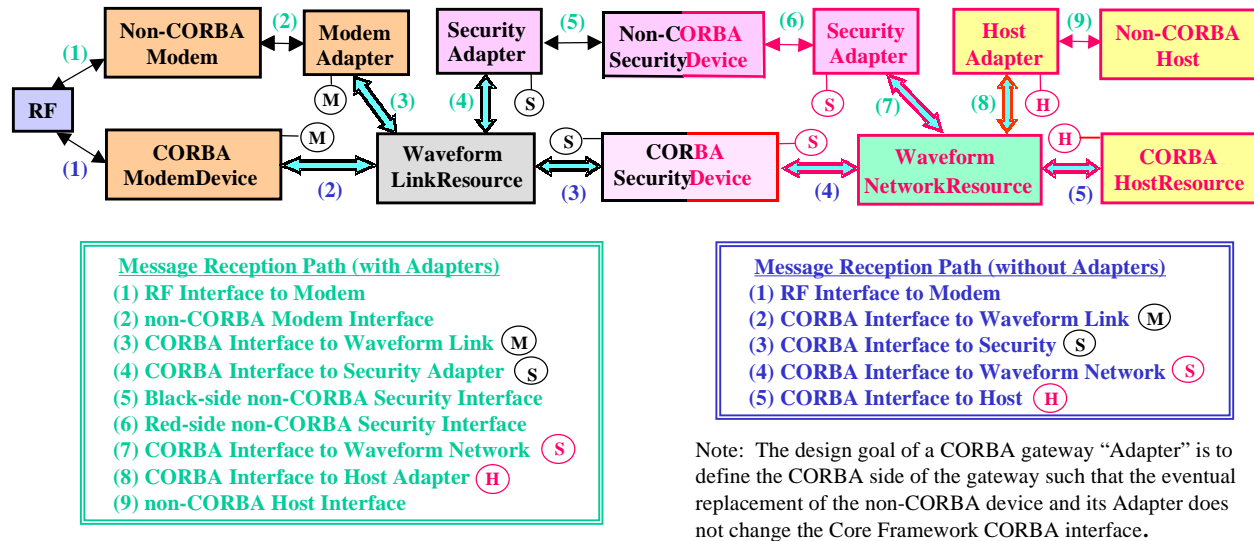 (1)
Non-CORBA
Modem
(2)
Modem
Adapter
Security
Adapter
(5)
Non-CORBA
SecurityDevice
(6)
Security
Adapter
Host
Adapter
(9)
Non-CORBA
Host
RF
M
(3)
(4)
S
S
(7)
(8)
H
(1)
CORBA
ModemDevice
M
(2)
Waveform
LinkResource
S
(3)
CORBA
SecurityDevice
S
(4)
Waveform
NetworkResource
H
(5)
CORBA
HostResource
Message Reception Path (with Adapters)
(1) RF Interface to Modem
(2) non-CORBA Modem Interface
(3) CORBA Interface to Waveform Link M
(4) CORBA Interface to Security Adapter S
(5) Black-side non-CORBA Security Interface
(6) Red-side non-CORBA Security Interface
(7) CORBA Interface to Waveform Network S
(8) CORBA Interface to Host Adapter H
(9) non-CORBA Host Interface
Message Reception Path (without Adapters)
(1) RF Interface to Modem
(2) CORBA Interface to Waveform Link M
(3) CORBA Interface to Security S
(4) CORBA Interface to Waveform Network S
(5) CORBA Interface to Host H
Note: The design goal of a CORBA gateway “Adapter” is to
define the CORBA side of the gateway such that the eventual
replacement of the non-CORBA device and its Adapter does
not change the Core Framework CORBA interface.